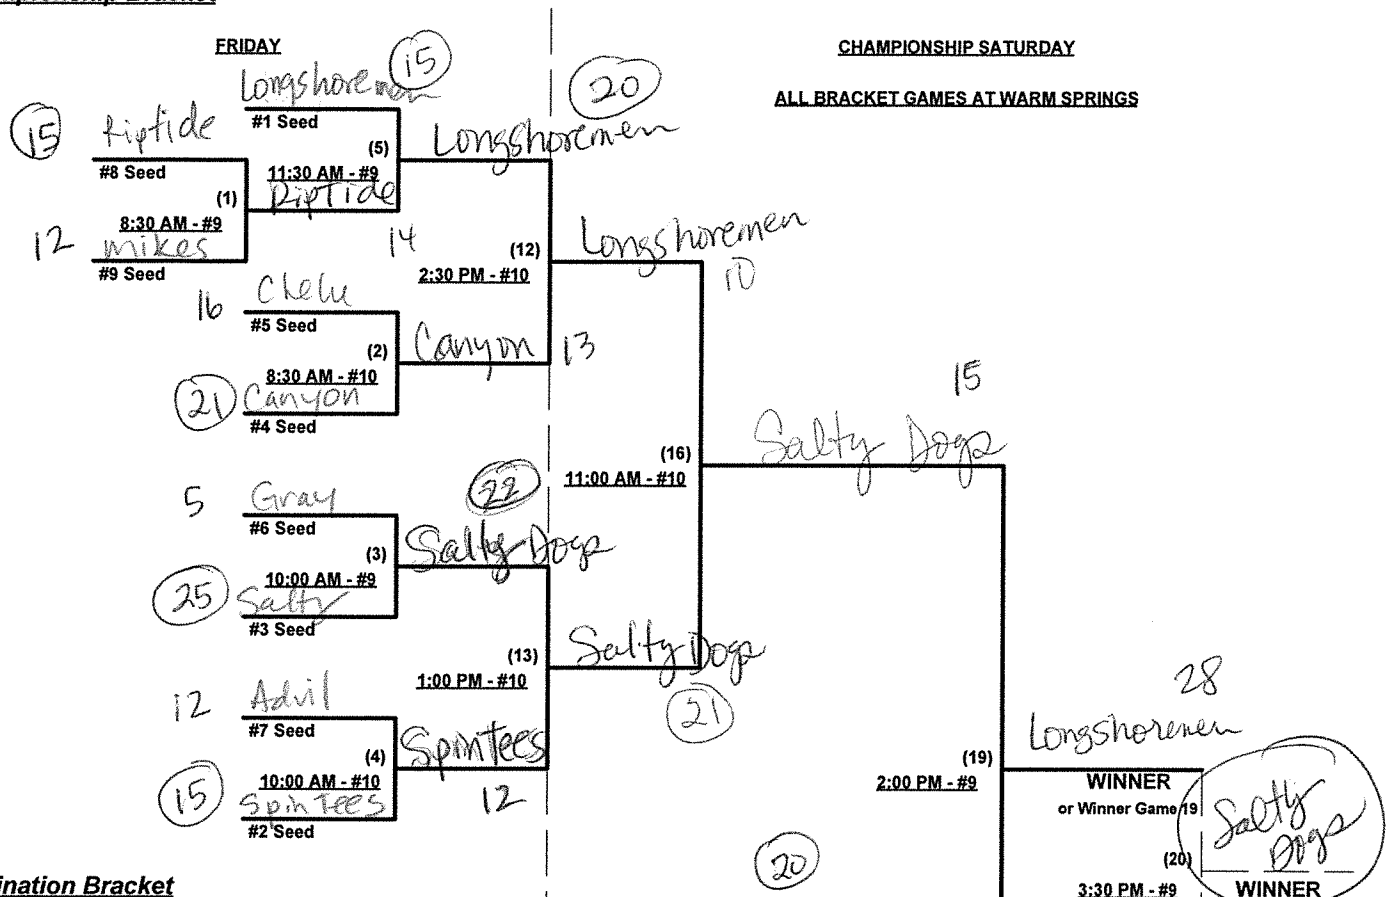 FRIDAY
CHAMPIONSHIP SATURDAY
ALL BRACKET GAMES AT WARM SPRINGS
Longshoremen 15
#1 Seed
20
15 Riptide
#8 Seed
(5)
11:30 AM - #9
Longshoremen
(1)
8:30 AM - #9
RipTide
14
12 mikes
#9 Seed
(12)
2:30 PM - #10
Longshoremen
10
16 Chelu
#5 Seed
(2)
8:30 AM - #10
Canyon 13
21 Canyon
#4 Seed
15
Salty Dogs
(16)
11:00 AM - #10
5 Gray
#6 Seed
22
(3)
10:00 AM - #9
Salty Dogs
25 Salty
#3 Seed
(13)
1:00 PM - #10
Salty Dogs
21
12 Advil
#7 Seed
(4)
10:00 AM - #10
SpinTees
12
15 SpinTees
#2 Seed
28
Longshoremen
(19)
2:00 PM - #9
WINNER
or Winner Game 19
Salty
Dogs
20
(20)
3:30 PM - #9
WINNER
ination Bracket